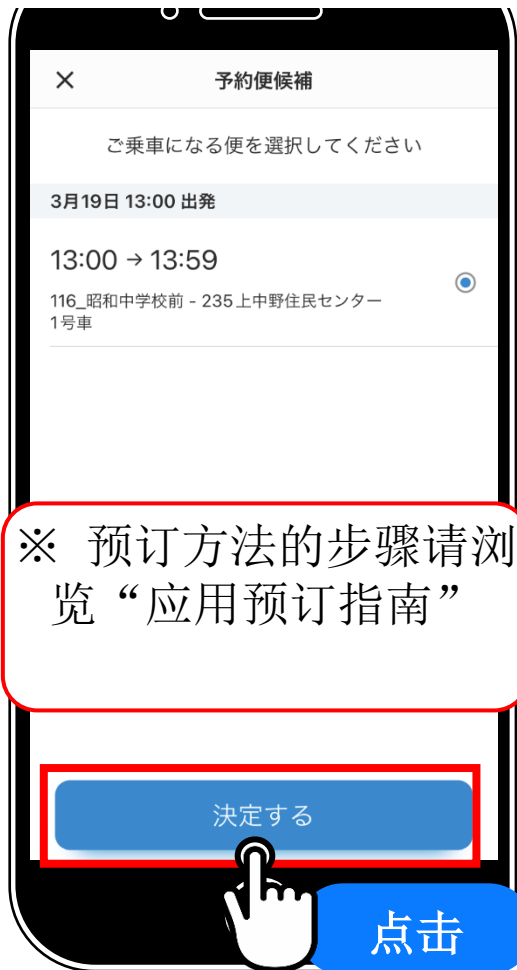 × 予約便候補
ご乗車になる便を選択してください
3月19日 13:00 出発
13:00 → 13:59
116_昭和中学校前 - 235上中野住民センター
1号車
※ 预订方法的步骤请浏
览“应用预订指南”
決定する
点击